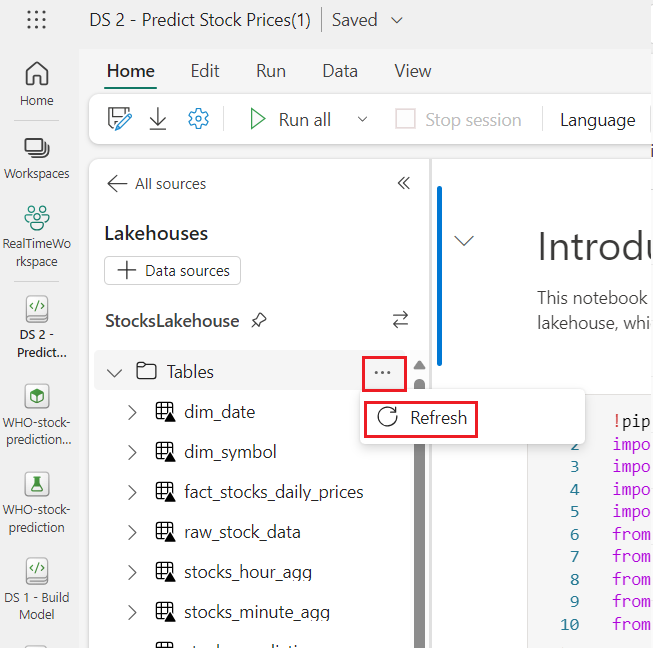 DS 2 - Predict Stock Prices(1) | Saved
Home
Workspaces
RealTimeWo
rkspace
DS 2 -
Predict...
WHO-stock-
prediction...
WHO-stock-
prediction
DS 1 - Build
Model
Home Edit Run Data View
Run all Stop session Language
All sources
Lakehouses
Data sources
StocksLakehouse
Tables ...
Refresh
dim_date
dim_symbol
fact_stocks_daily_prices
raw_stock_data
stocks_hour_agg
stocks_minute_agg
Introdu
This notebook
lakehouse, whi
!pip
2 impo
3 impo
4 impo
5 impo
6 from
7 from
8 from
9 from
10 from